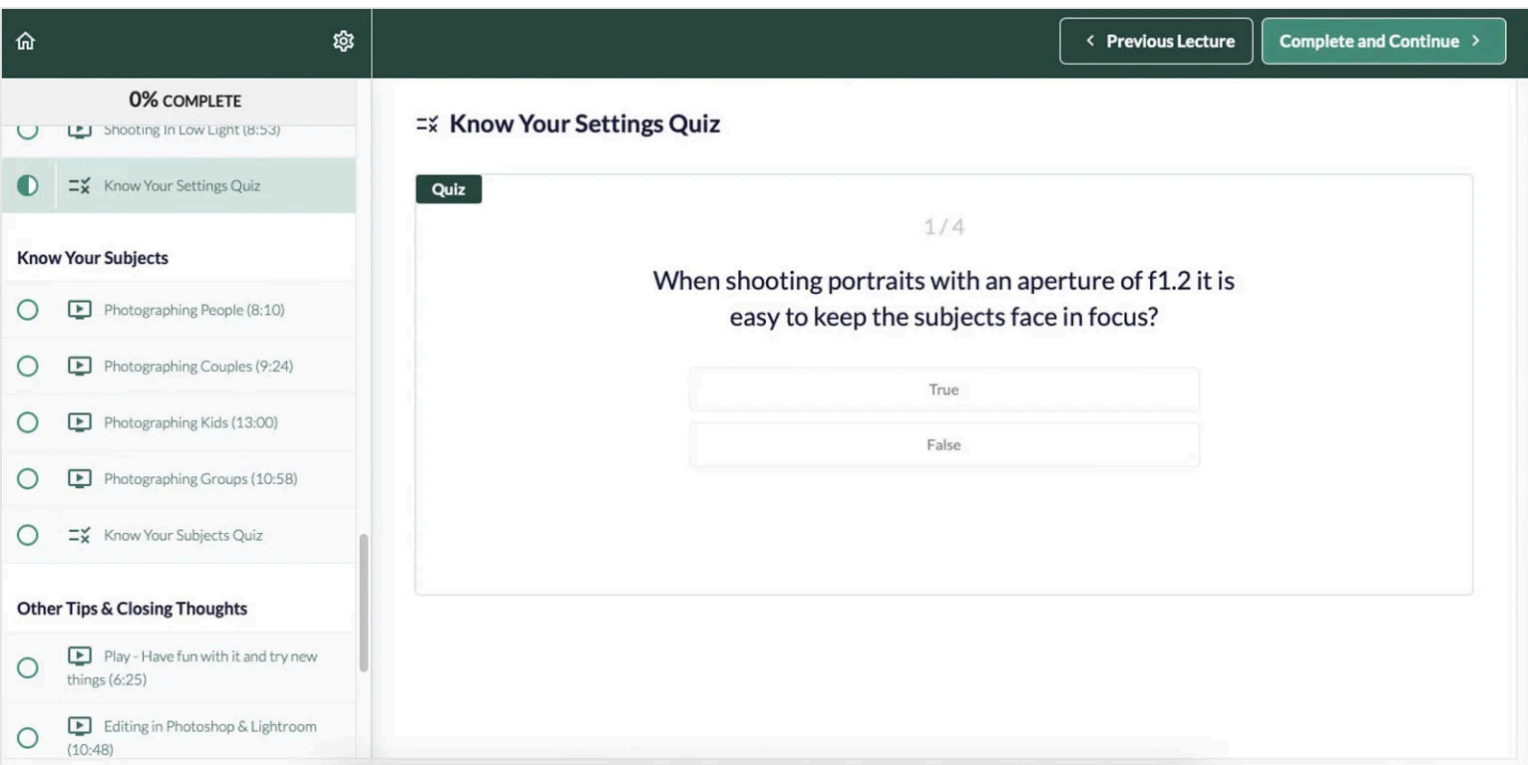 < Previous Lecture
Complete and Continue >
0% COMPLETE
Shooting In Low Light (8:53)
Know Your Settings Quiz
Know Your Subjects
Photographing People (8:10)
Photographing Couples (9:24)
Photographing Kids (13:00)
Photographing Groups (10:58)
Know Your Subjects Quiz
Other Tips & Closing Thoughts
Play - Have fun with it and try new
things (6:25)
Editing in Photoshop & Lightroom
(10:48)
Know Your Settings Quiz
Quiz
1 / 4
When shooting portraits with an aperture of f1.2 it is
easy to keep the subjects face in focus?
True
False